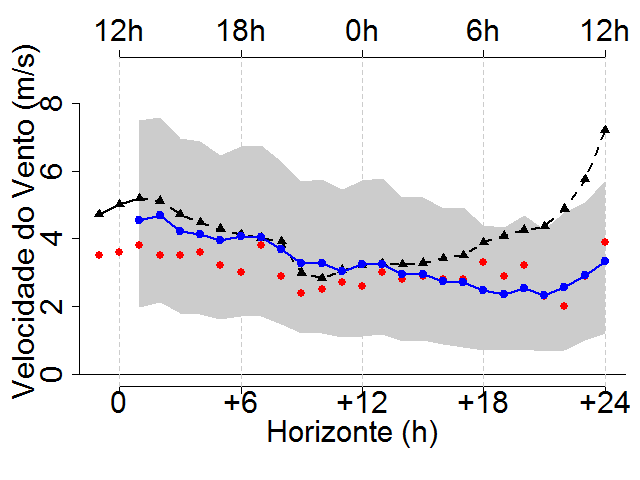 12h 18h 0h 6h 12h
Velocidade do Vento (m/s)
8
6
4
2
0
0 +6 +12 +18 +24
Horizonte (h)